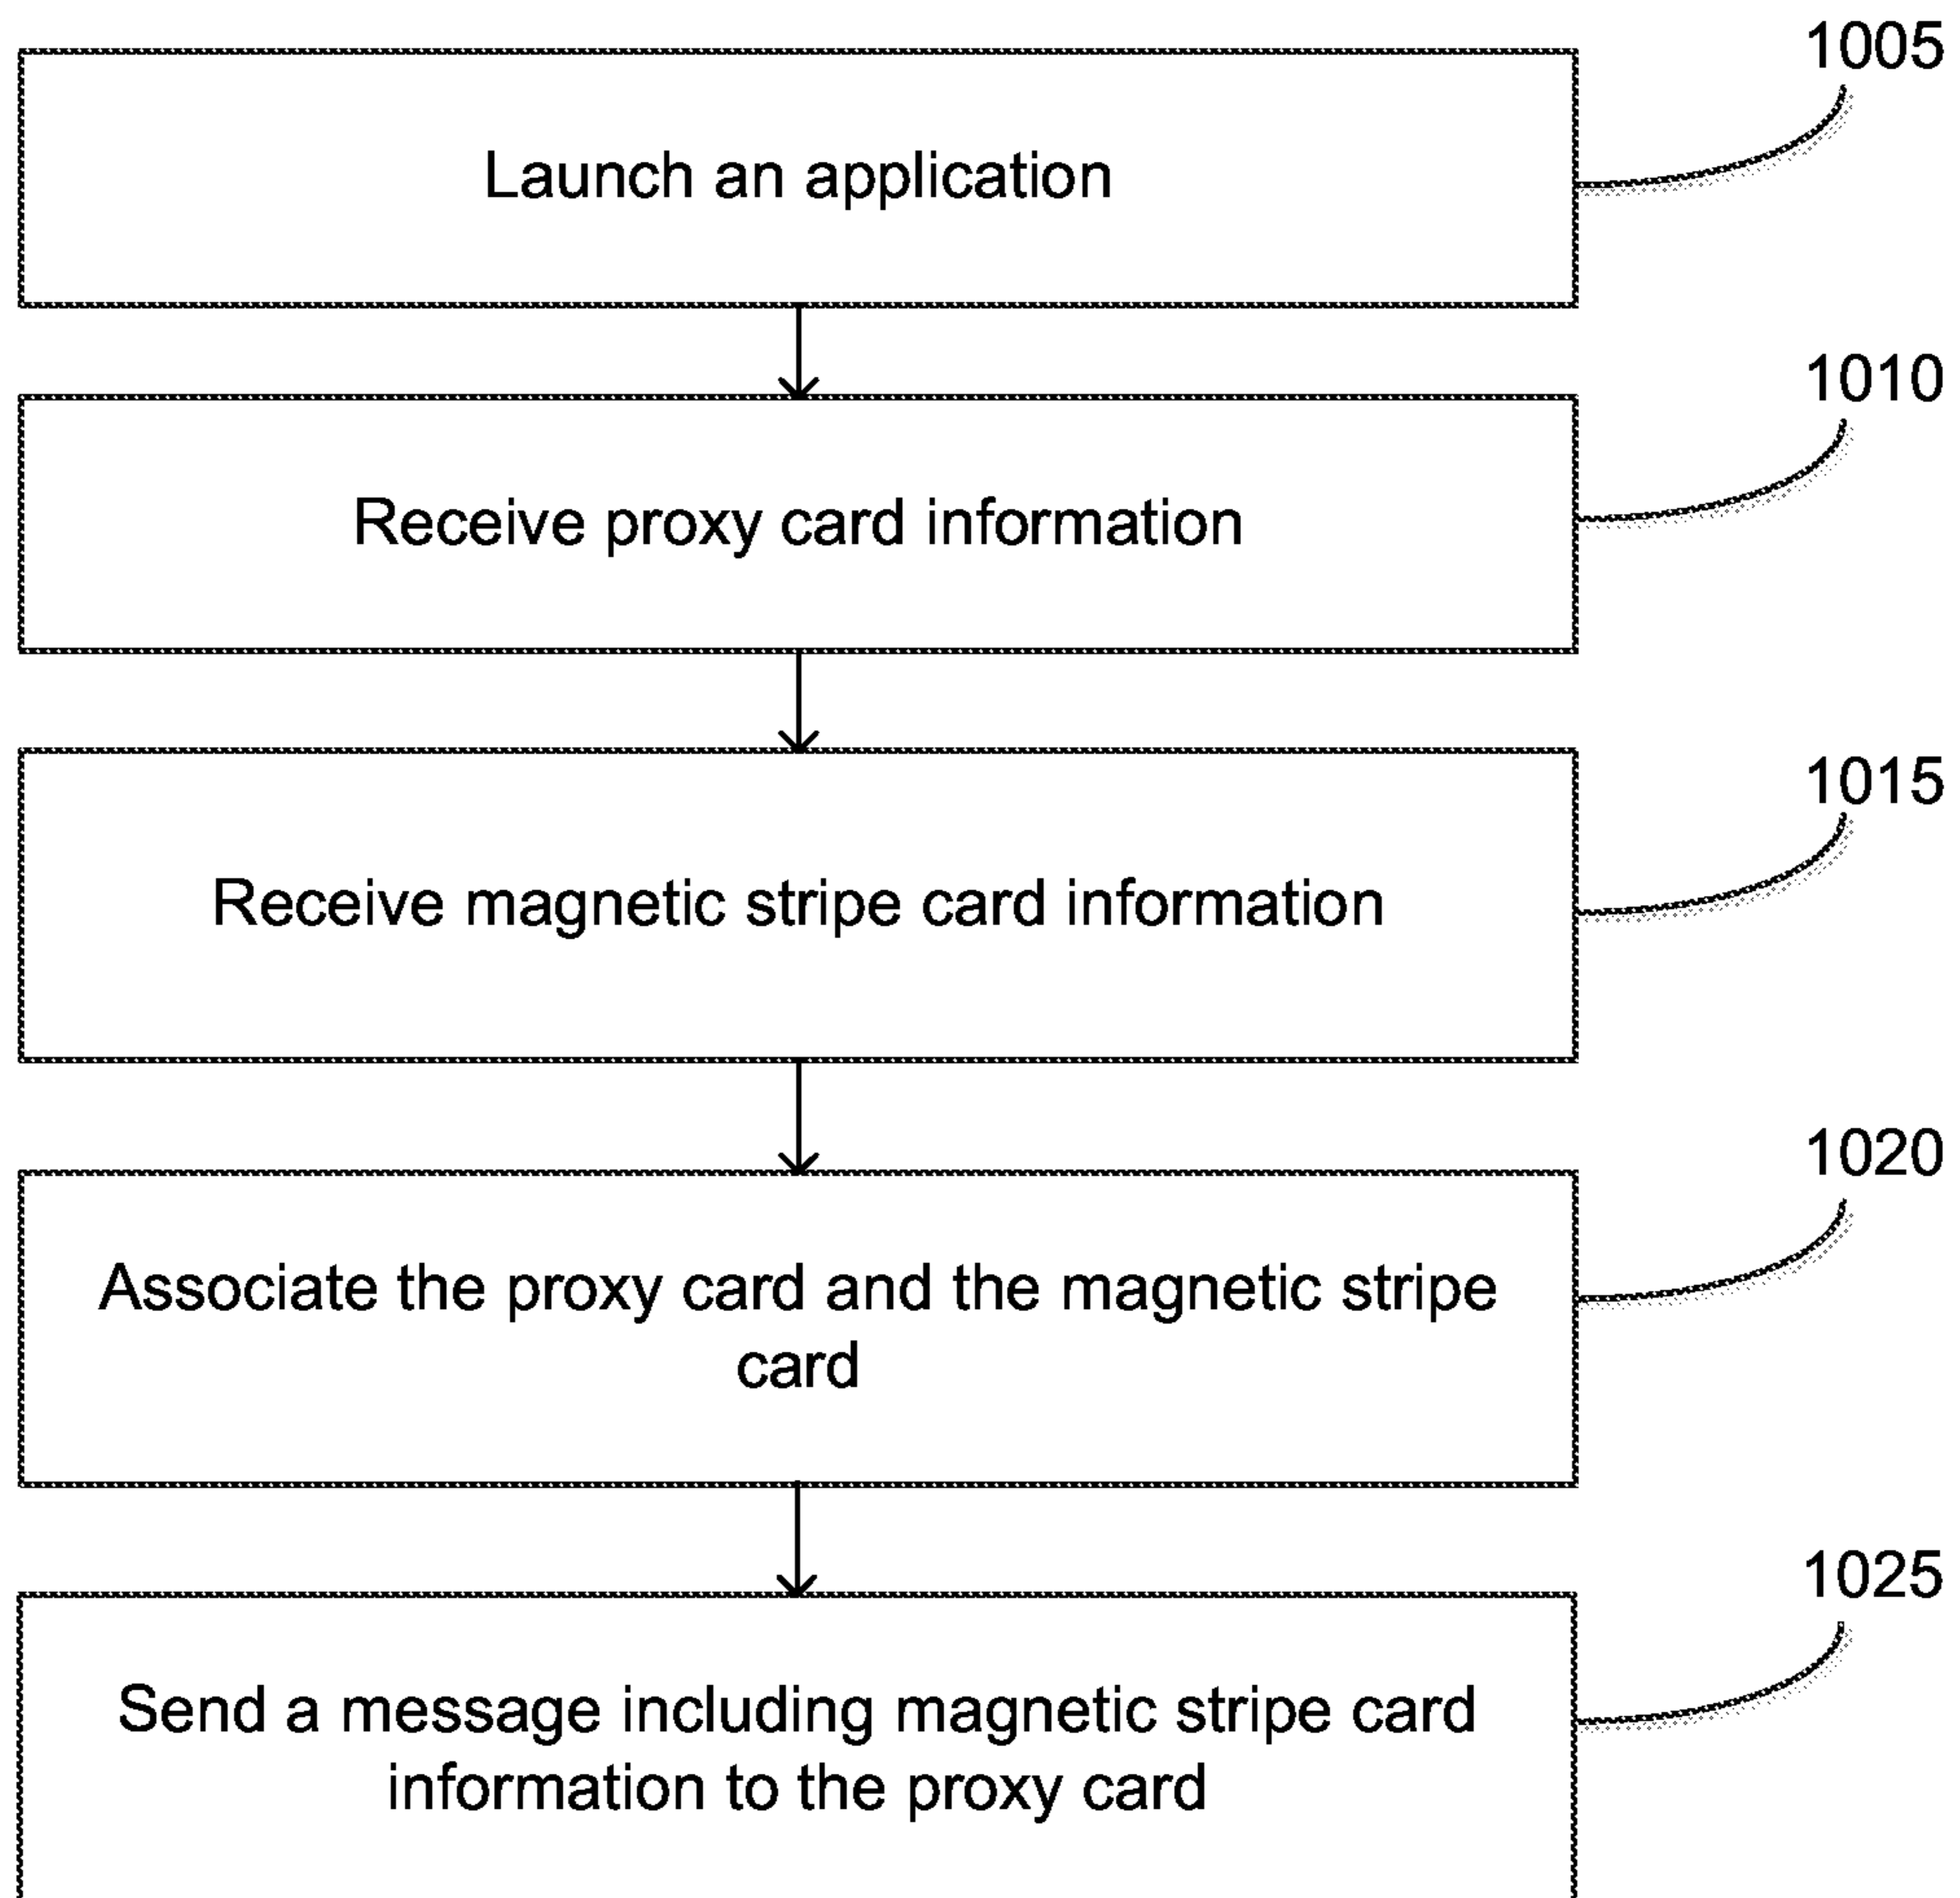 1005
Launch an application
1010
Receive proxy card information
1015
Receive magnetic stripe card information
1020
Associate the proxy card and the magnetic stripe
card
1025
Send a message including magnetic stripe card
information to the proxy card